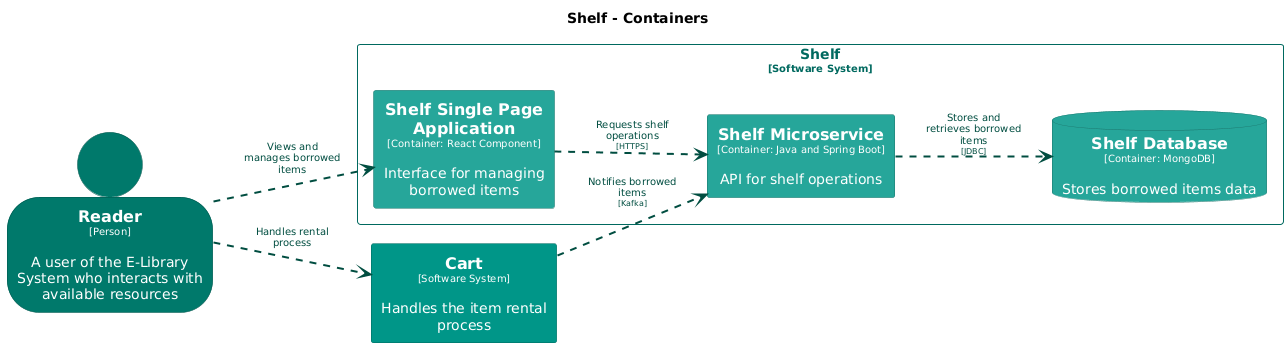 Shelf - Containers
Shelf
[Software System]
Shelf Single Page
Application
[Container: React Component]
Interface for managing
borrowed items
Requests shelf
operations
[HTTPS]
Shelf Microservice
[Container: Java and Spring Boot]
API for shelf operations
Stores and
retrieves borrowed
items
[JDBC]
Shelf Database
[Container: MongoDB]
Stores borrowed items data
Views and
manages borrowed
items
Notifies borrowed
items
[Kafka]
Reader
[Person]
A user of the E-Library
System who interacts with
available resources
Handles rental
process
Cart
[Software System]
Handles the item rental
process